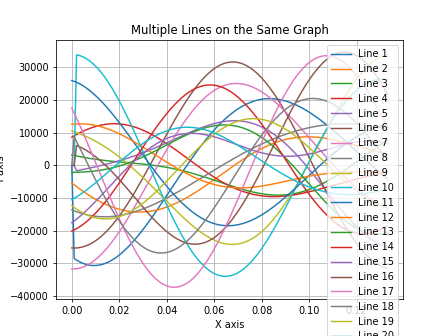 Multiple Lines on the Same Graph
30000
20000
10000
0
-10000
-20000
-30000
-40000
0.00
0.02
0.04
0.06
0.08
0.10
X axis
Line 1
Line 2
Line 3
Line 4
Line 5
Line 6
Line 7
Line 8
Line 9
Line 10
Line 11
Line 12
Line 13
Line 14
Line 15
Line 16
Line 17
Line 18
Line 19
Line 20